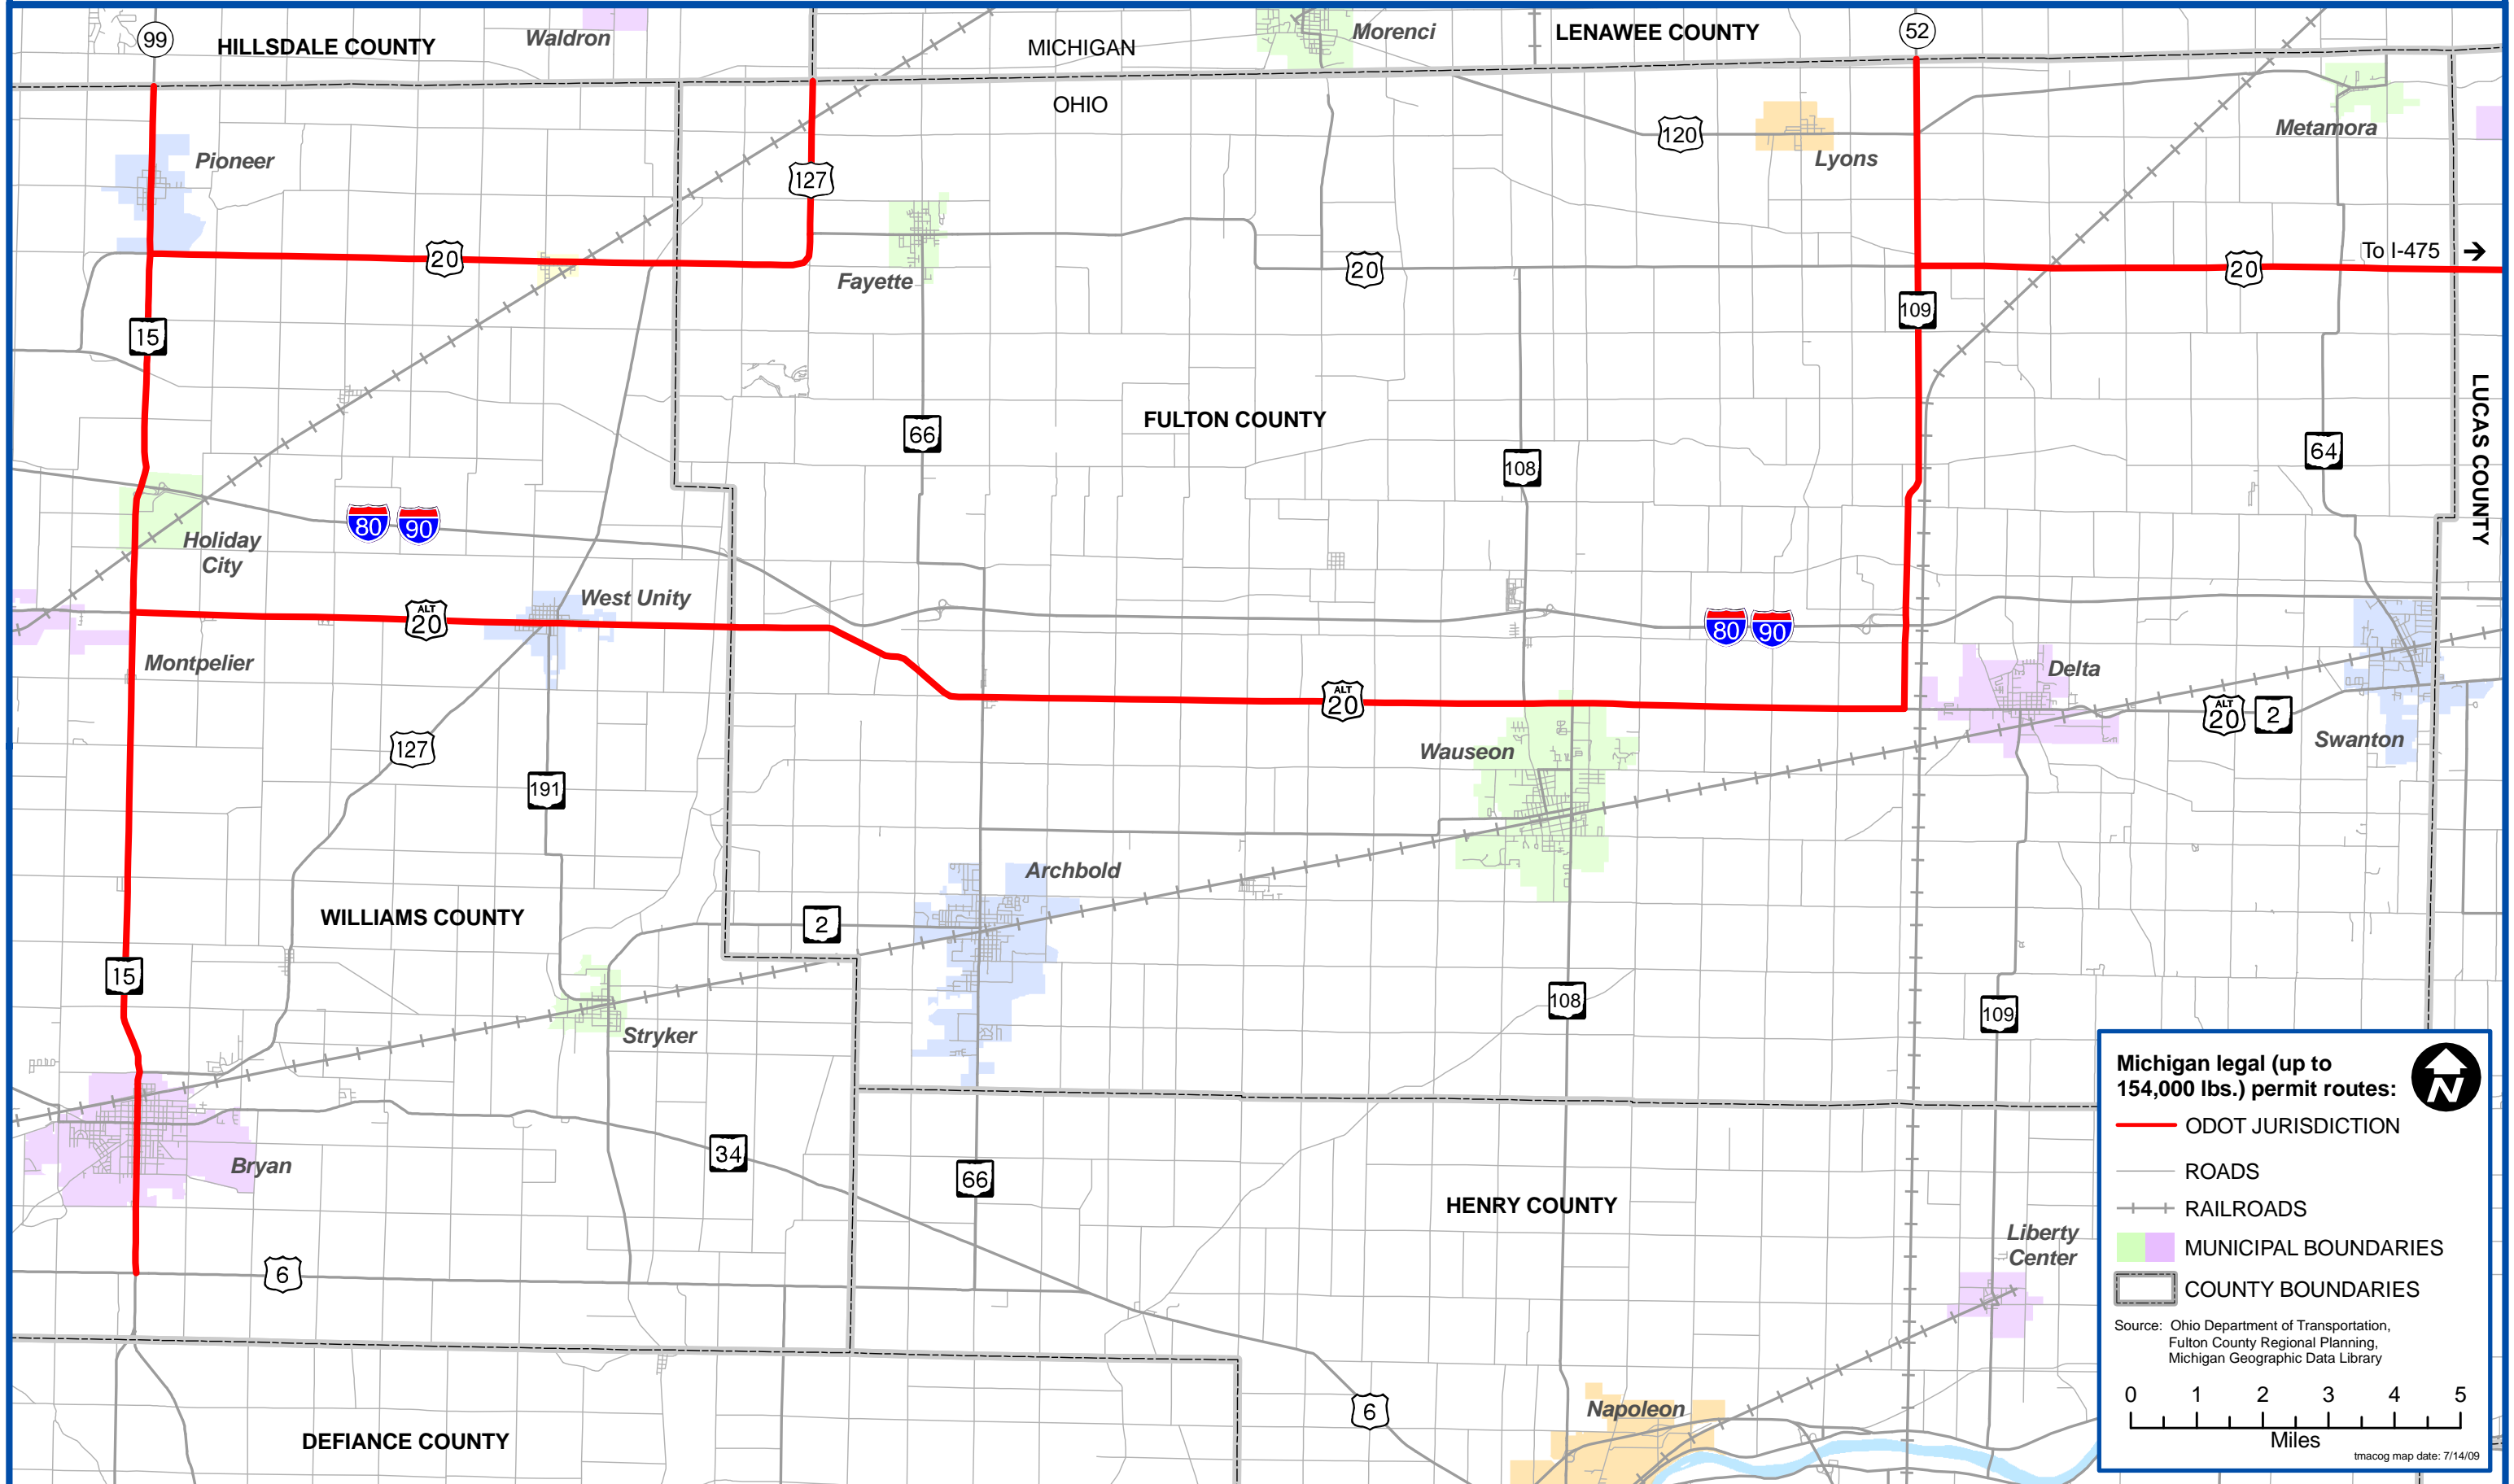 99
HILLSDALE COUNTY
Waldron
MICHIGAN
Morenci
LENAWEE COUNTY
52
OHIO
Pioneer
127
120
Lyons
Metamora
20
Fayette
20
To I-475 →
20
15
109
FULTON COUNTY
66
108
64
LUCAS COUNTY
80
90
Holiday
City
West Unity
ALT
20
80
90
Montpelier
Delta
ALT
20
ALT
20
2
Swanton
127
Wauseon
191
Archbold
WILLIAMS COUNTY
2
15
108
109
Stryker
34
Bryan
66
HENRY COUNTY
Liberty
Center
6
6
Napoleon
DEFIANCE COUNTY
Michigan legal (up to
154,000 lbs.) permit routes:
N
ODOT JURISDICTION
ROADS
RAILROADS
MUNICIPAL BOUNDARIES
COUNTY BOUNDARIES
Source: Ohio Department of Transportation,
Fulton County Regional Planning,
Michigan Geographic Data Library
0 1 2 3 4 5
Miles
tmacog map date: 7/14/09